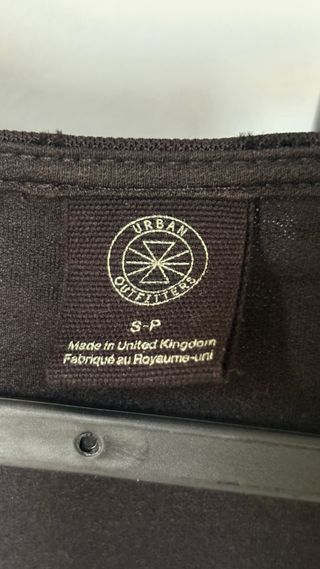 URBAN
OUTFITTERS
S-P
Made in United Kingdom
Fabriqué au Royaume-uni